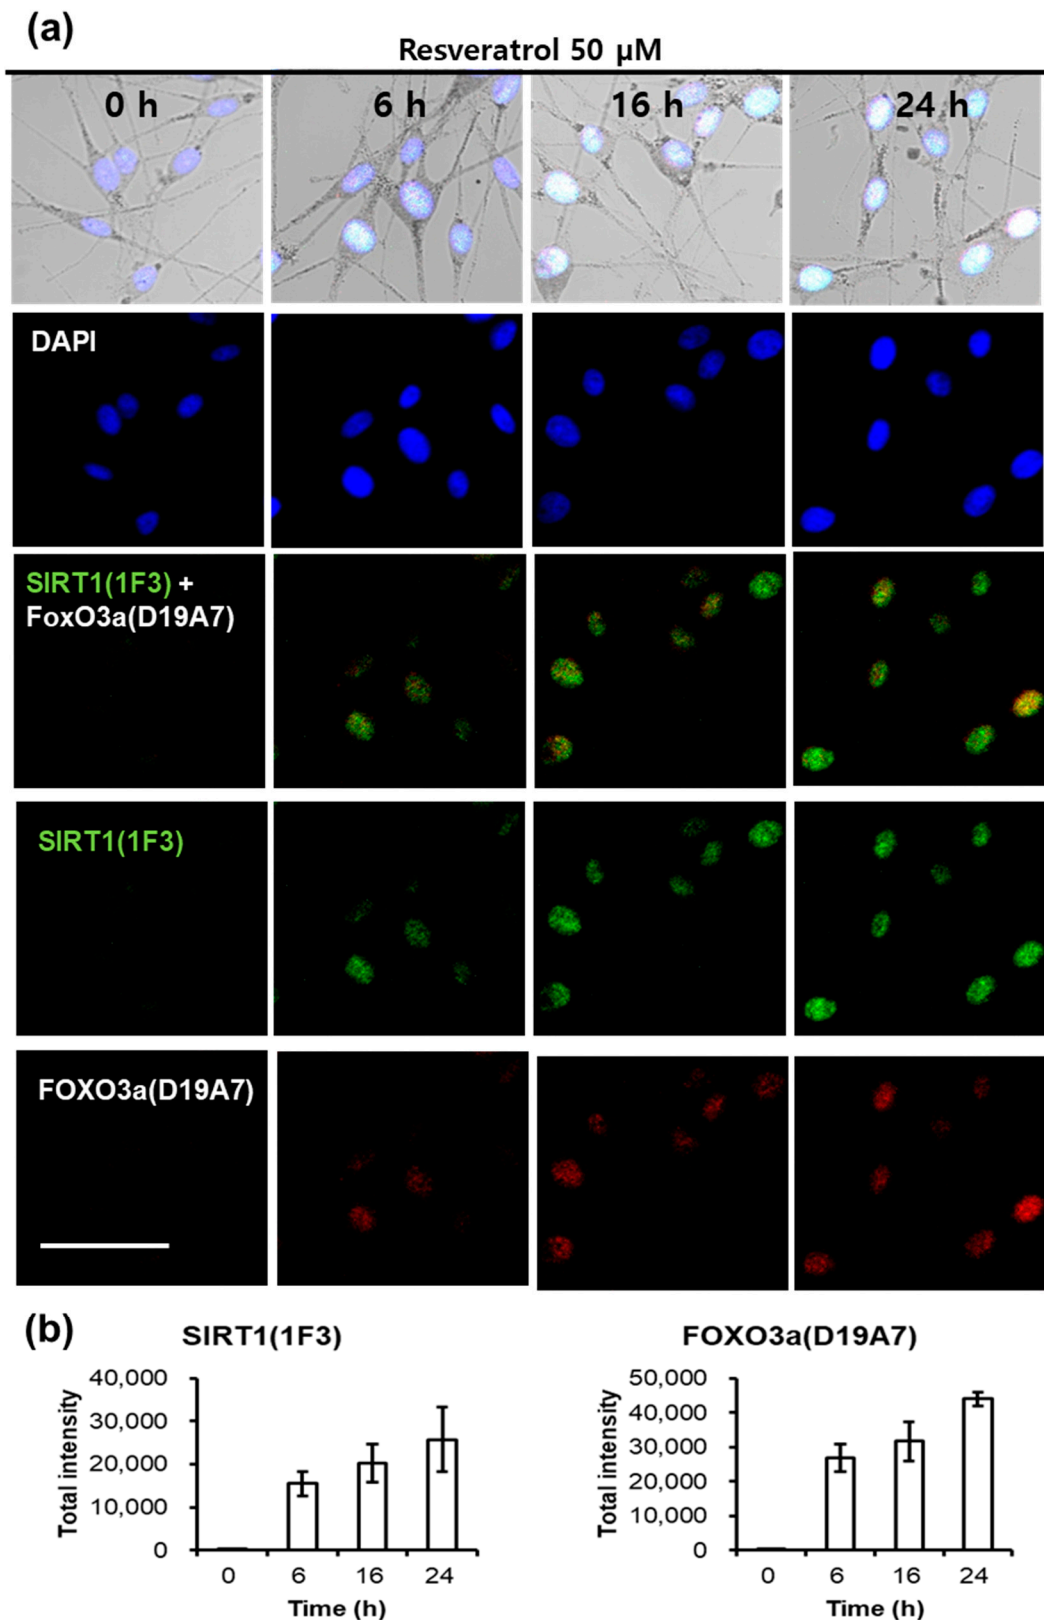 (a)
Resveratrol 50 µM
0 h 6 h 16 h 24 h
DAPI
SIRT1(1F3) +
FoxO3a(D19A7)
SIRT1(1F3)
FOXO3a(D19A7)
(b)
SIRT1(1F3)
Total intensity
40,000
30,000
20,000
10,000
0
0 6 16 24
Time (h)
FOXO3a(D19A7)
Total intensity
50,000
40,000
30,000
20,000
10,000
0
0 6 16 24
Time (h)